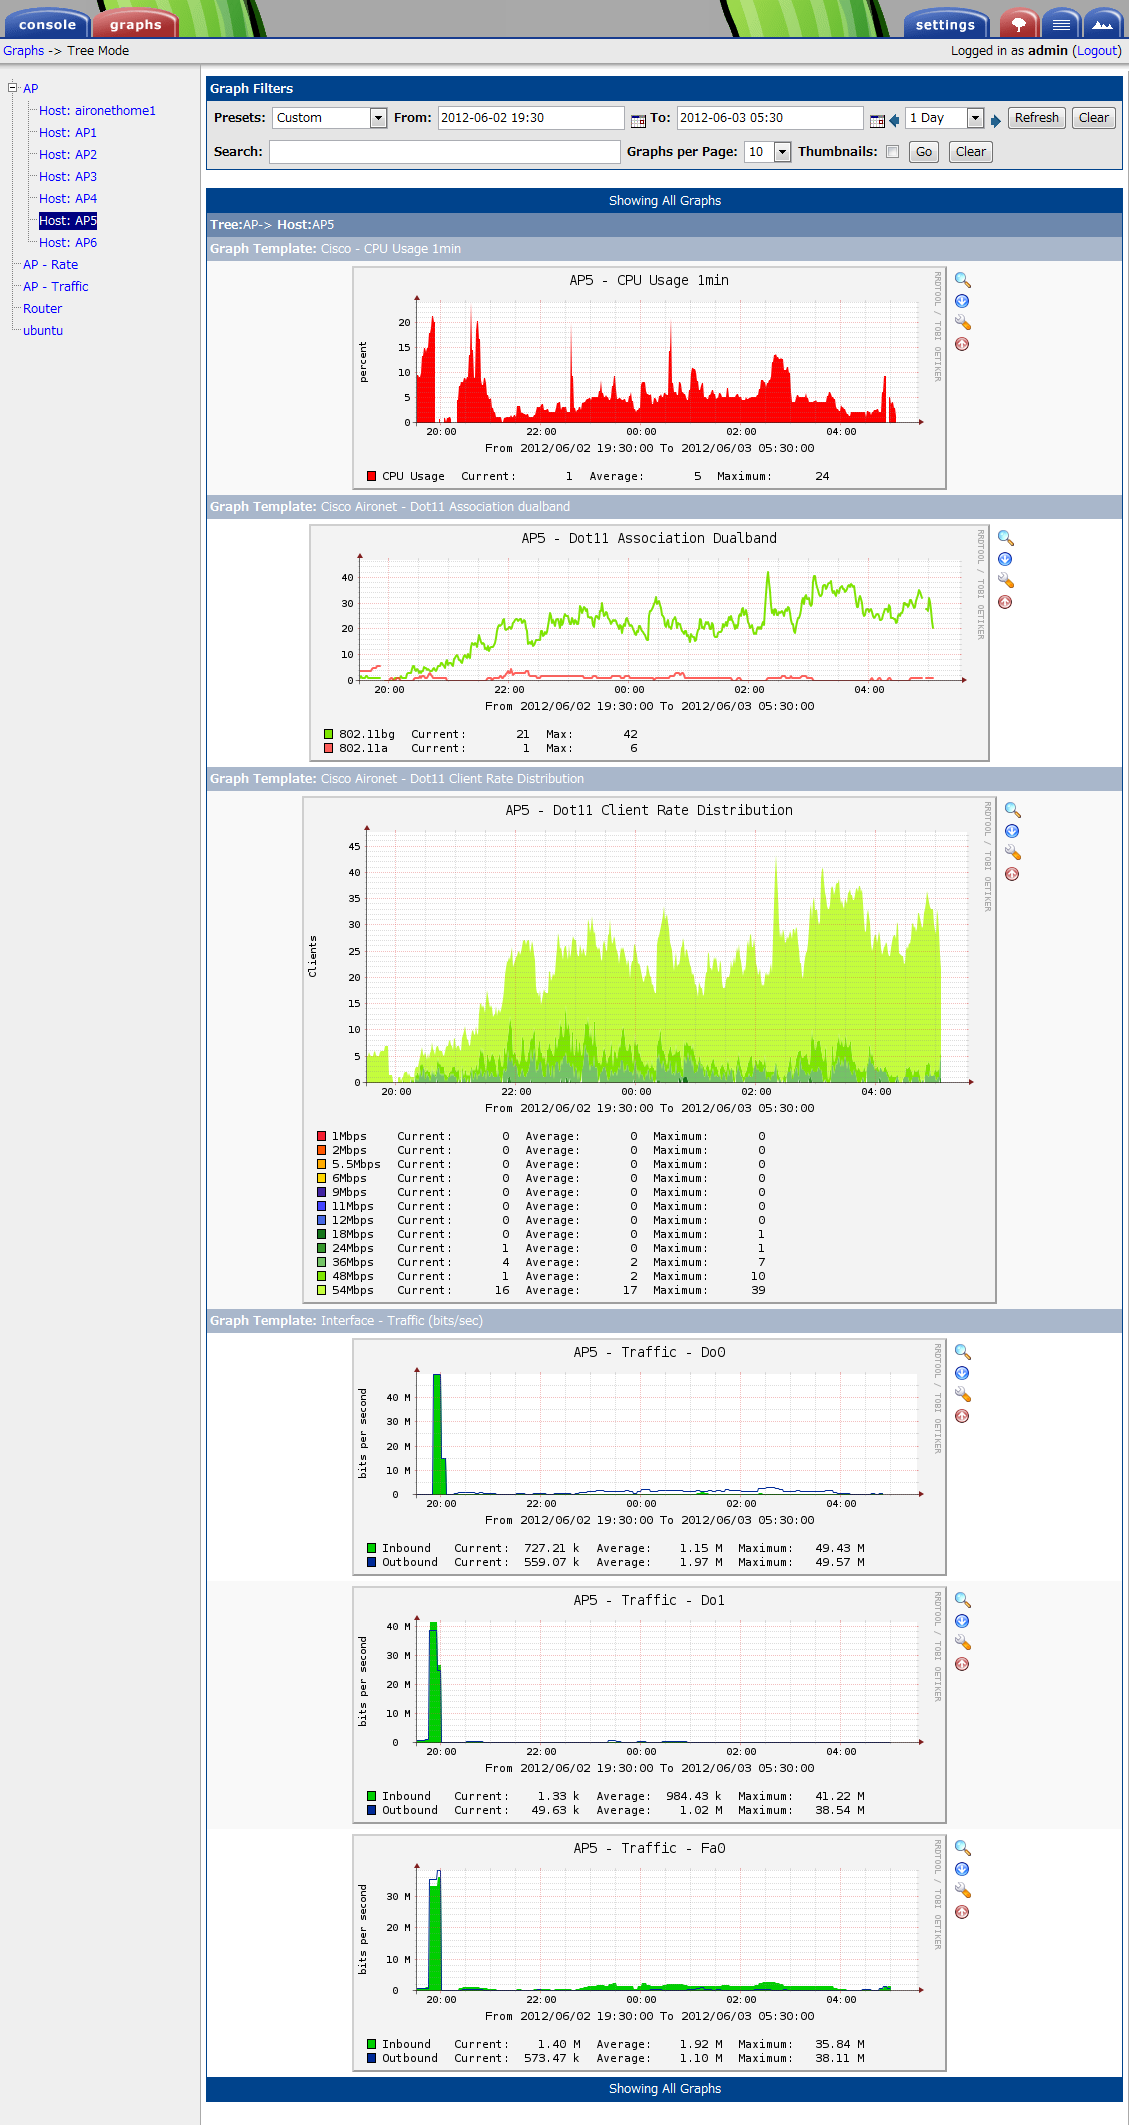 console graphs settings
Graphs -> Tree Mode Logged in as admin (Logout)
AP
Host: aironethome1
Host: AP1
Host: AP2
Host: AP3
Host: AP4
Host: AP5
Host: AP6
AP - Rate
AP - Traffic
Router
ubuntu
Graph Filters
Presets: Custom From: 2012-06-02 19:30 To: 2012-06-03 05:30 1 Day Refresh Clear
Search: Graphs per Page: 10 Thumbnails: Go Clear
Showing All Graphs
Tree:AP-> Host:AP5
Graph Template: Cisco - CPU Usage 1min
AP5 - CPU Usage 1min
RRDTOOL / TOBI OETIKER
percent
20
15
10
5
0
20:00 22:00 00:00 02:00 04:00
From 2012/06/02 19:30:00 To 2012/06/03 05:30:00
CPU Usage Current: 1 Average: 5 Maximum: 24
Graph Template: Cisco Aironet - Dot11 Association dualband
AP5 - Dot11 Association Dualband
RRDTOOL / TOBI OETIKER
40
30
20
10
0
20:00 22:00 00:00 02:00 04:00
From 2012/06/02 19:30:00 To 2012/06/03 05:30:00
802.11bg Current: 21 Max: 42
802.11a Current: 1 Max: 6
Graph Template: Cisco Aironet - Dot11 Client Rate Distribution
AP5 - Dot11 Client Rate Distribution
RRDTOOL / TOBI OETIKER
Clients
45
40
35
30
25
20
15
10
5
0
20:00 22:00 00:00 02:00 04:00
From 2012/06/02 19:30:00 To 2012/06/03 05:30:00
1Mbps Current: 0 Average: 0 Maximum: 0
2Mbps Current: 0 Average: 0 Maximum: 0
5.5Mbps Current: 0 Average: 0 Maximum: 0
6Mbps Current: 0 Average: 0 Maximum: 0
9Mbps Current: 0 Average: 0 Maximum: 0
11Mbps Current: 0 Average: 0 Maximum: 0
12Mbps Current: 0 Average: 0 Maximum: 0
18Mbps Current: 0 Average: 0 Maximum: 1
24Mbps Current: 1 Average: 0 Maximum: 1
36Mbps Current: 4 Average: 2 Maximum: 7
48Mbps Current: 1 Average: 2 Maximum: 10
54Mbps Current: 16 Average: 17 Maximum: 39
Graph Template: Interface - Traffic (bits/sec)
AP5 - Traffic - Do0
RRDTOOL / TOBI OETIKER
bits per second
40 M
30 M
20 M
10 M
0
20:00 22:00 00:00 02:00 04:00
From 2012/06/02 19:30:00 To 2012/06/03 05:30:00
Inbound Current: 727.21 k Average: 1.15 M Maximum: 49.43 M
Outbound Current: 559.07 k Average: 1.97 M Maximum: 49.57 M
AP5 - Traffic - Do1
RRDTOOL / TOBI OETIKER
bits per second
40 M
30 M
20 M
10 M
0
20:00 22:00 00:00 02:00 04:00
From 2012/06/02 19:30:00 To 2012/06/03 05:30:00
Inbound Current: 1.33 k Average: 984.43 k Maximum: 41.22 M
Outbound Current: 49.63 k Average: 1.02 M Maximum: 38.54 M
AP5 - Traffic - Fa0
RRDTOOL / TOBI OETIKER
bits per second
30 M
20 M
10 M
0
20:00 22:00 00:00 02:00 04:00
From 2012/06/02 19:30:00 To 2012/06/03 05:30:00
Inbound Current: 1.40 M Average: 1.92 M Maximum: 35.84 M
Outbound Current: 573.47 k Average: 1.10 M Maximum: 38.11 M
Showing All Graphs